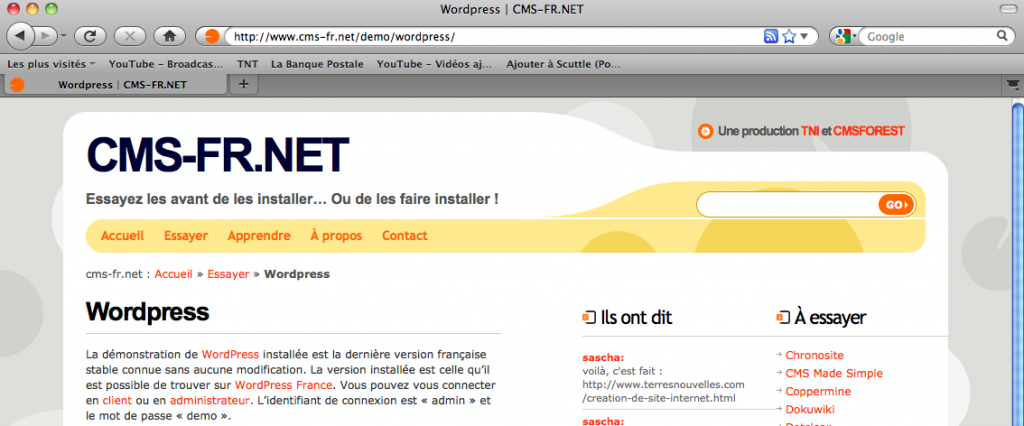 Wordpress | CMS-FR.NET
http://www.cms-fr.net/demo/wordpress/
Google
Les plus visités
YouTube – Broadcas...
TNT
La Banque Postale
YouTube – Vidéos aj...
Ajouter à Scuttle (Po...
Wordpress | CMS-FR.NET
Une production TNI et CMSFOREST
CMS-FR.NET
Essayez les avant de les installer... Ou de les faire installer !
GO
Accueil Essayer Apprendre À propos Contact
cms-fr.net : Accueil » Essayer » Wordpress
Wordpress
La démonstration de WordPress installée est la dernière version française
stable connue sans aucune modification. La version installée est celle qu'il
est possible de trouver sur WordPress France. Vous pouvez vous connecter
en client ou en administrateur. L'identifiant de connexion est « admin » et
le mot de passe « demo ».
Ils ont dit
sascha:
voilà, c'est fait :
http://www.terresnouvelles.com
/creation-de-site-internet.html
sascha:
À essayer
Chronosite
CMS Made Simple
Coppermine
Dokuwiki